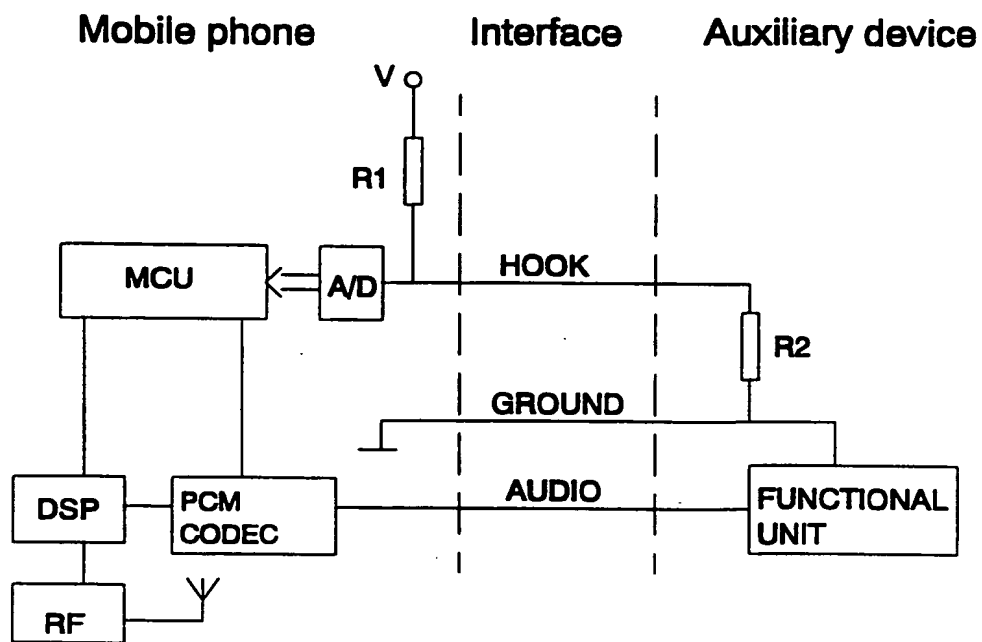 Mobile phone Interface Auxiliary device
V
R1
MCU
A/D
HOOK
R2
GROUND
DSP
PCM
CODEC
AUDIO
FUNCTIONAL
UNIT
RF